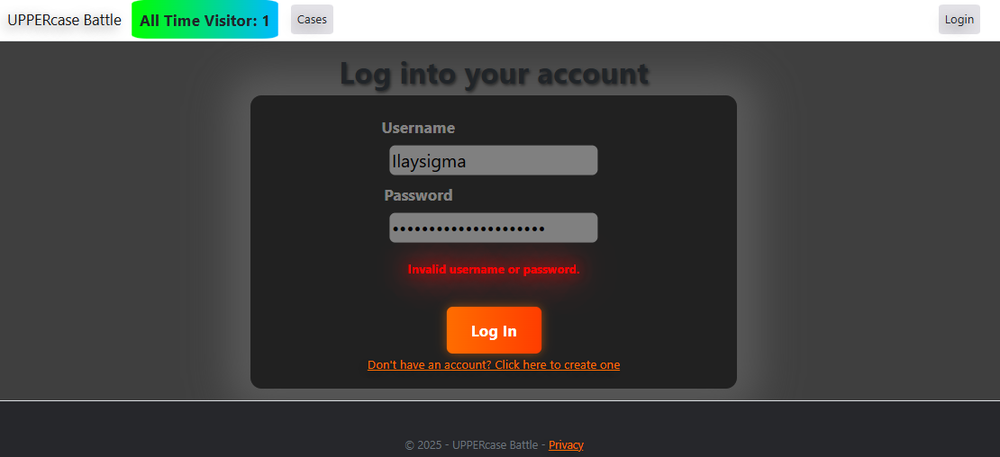 UPPERcase Battle All Time Visitor: 1 Cases Login
Log into your account
Username
Ilaysigma
Password
•••••••••••••••••••••
Invalid username or password.
Log In
Don't have an account? Click here to create one
© 2025 - UPPERcase Battle - Privacy